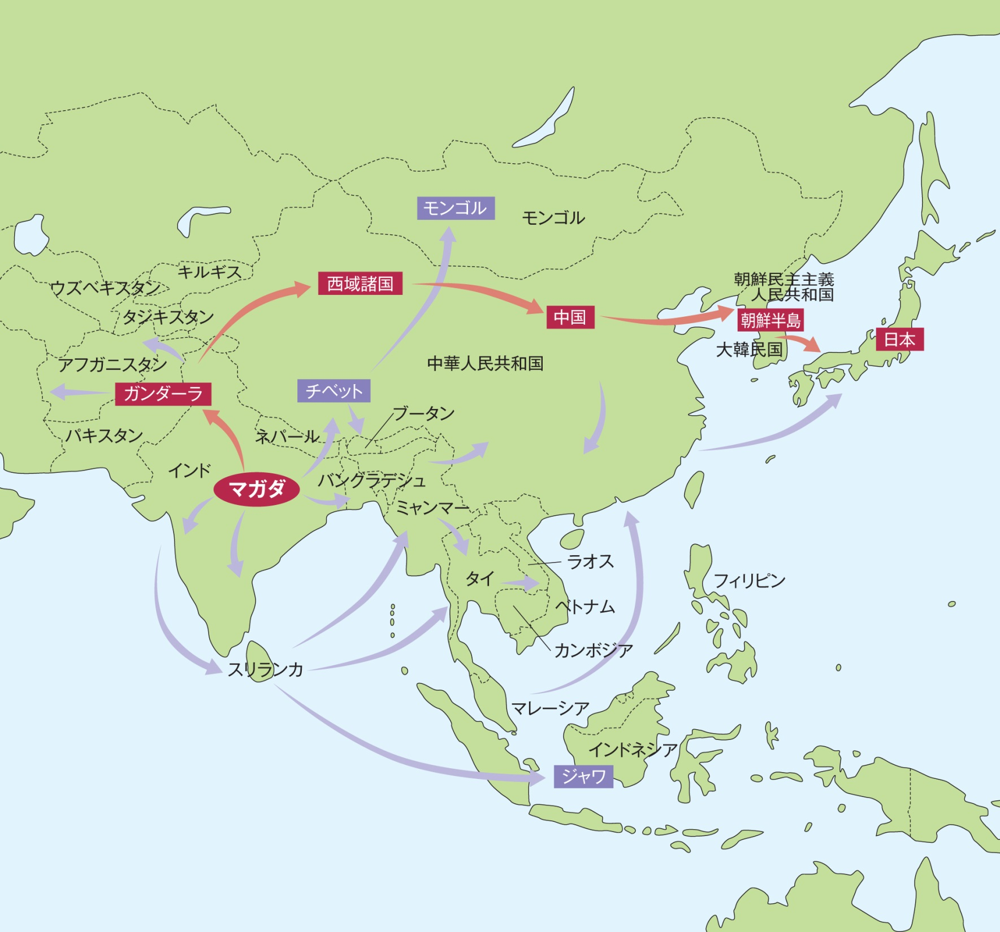 モンゴル
モンゴル
キルギス
ウズベキスタン
西域諸国
朝鮮民主主義
人民共和国
タジキスタン
中国
朝鮮半島
日本
大韓民国
アフガニスタン
中華人民共和国
ガンダーラ
チベット
ブータン
パキスタン
ネパール
インド
マガダ
バングラデシュ
ミャンマー
ラオス
タイ
フィリピン
ベトナム
カンボジア
スリランカ
マレーシア
インドネシア
ジャワ